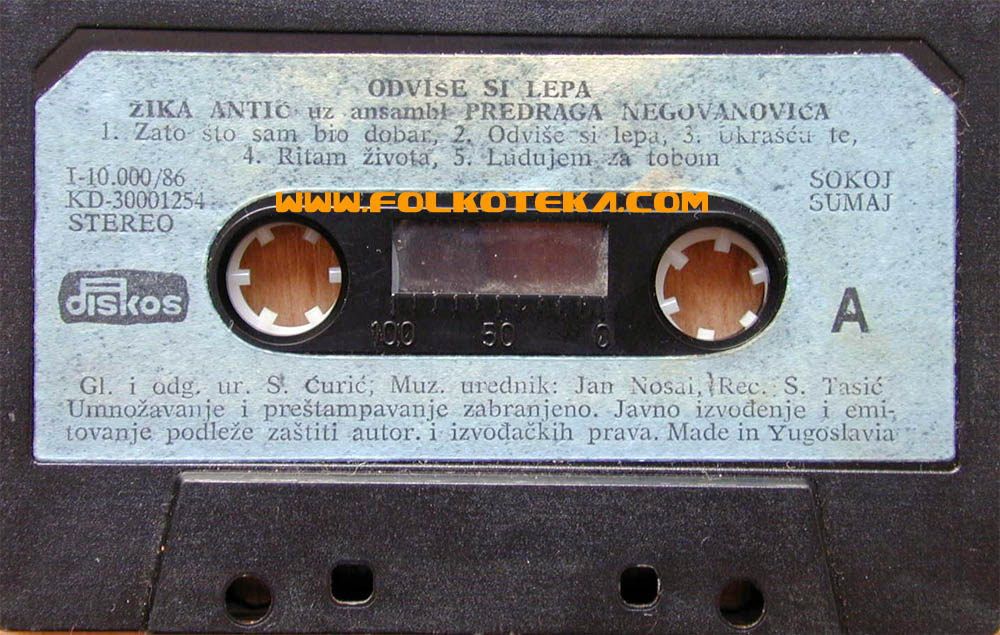 ODVIŠE SI LEPA
ŽIKA ANTIĆ uz ansambl PREDRAGA NEGOVANOVIĆA
1. Zato što sam bio dobar, 2. Odviše si lepa, 3. Ukrašću te,
4. Ritam života, 5. Ludujem za tobom
I-10.000/86
KD-30001254
STEREO
SOKOJ
SUMAJ
WWW.FOLKOTEKA.COM
diskos
100 50 0
A
Gl. i odg. ur. S. Ćurić, Muz. urednik: Jan Nosal, Rec. S. Tasić
Umnožavanje i preštampavanje zabranjeno. Javno izvođenje i emi-
tovanje podleže zaštiti autor. i izvođačkih prava. Made in Yugoslavia